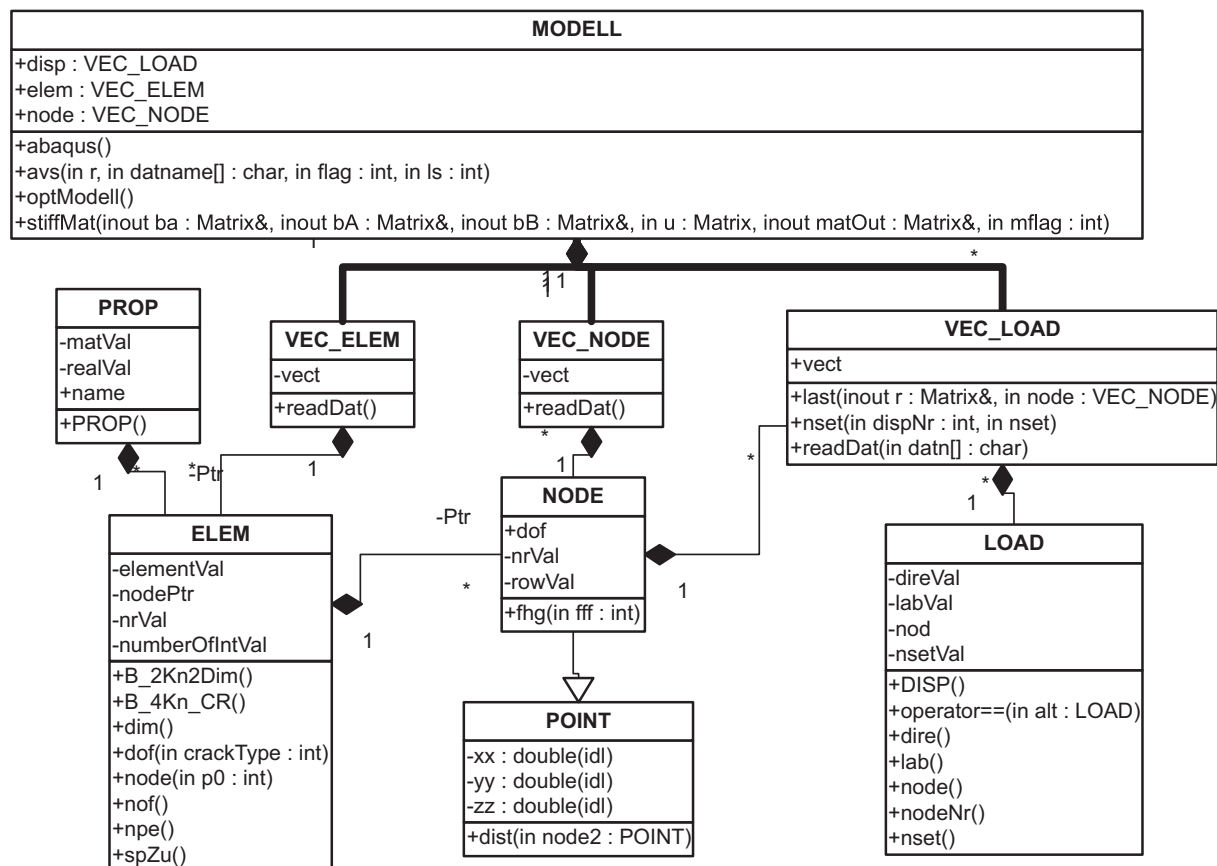 MODELL
+disp : VEC_LOAD
+elem : VEC_ELEM
+node : VEC_NODE
+abaqus()
+avs(in r, in datname[] : char, in flag : int, in ls : int)
+optModell()
+stiffMat(inout ba : Matrix&, inout bA : Matrix&, inout bB : Matrix&, in u : Matrix, inout matOut : Matrix&, in mflag : int)
1
*
PROP
-matVal
-realVal
+name
+PROP()
1
*
VEC_ELEM
-vect
+readDat()
1
*
-Ptr
VEC_NODE
-vect
+readDat()
*
1
VEC_LOAD
+vect
+last(inout r : Matrix&, in node : VEC_NODE)
+nset(in dispNr : int, in nset)
+readDat(in datn[] : char)
*
*
1
ELEM
-elementVal
-nodePtr
-nrVal
-numberOfIntVal
+B_2Kn2Dim()
+B_4Kn_CR()
+dim()
+dof(in crackType : int)
+node(in p0 : int)
+nof()
+npe()
+spZu()
1
-Ptr
*
NODE
+dof
-nrVal
-rowVal
+fhg(in fff : int)
1
POINT
-xx : double(idl)
-yy : double(idl)
-zz : double(idl)
+dist(in node2 : POINT)
LOAD
-direVal
-labVal
-nod
-nsetVal
+DISP()
+operator==(in alt : LOAD)
+dire()
+lab()
+node()
+nodeNr()
+nset()